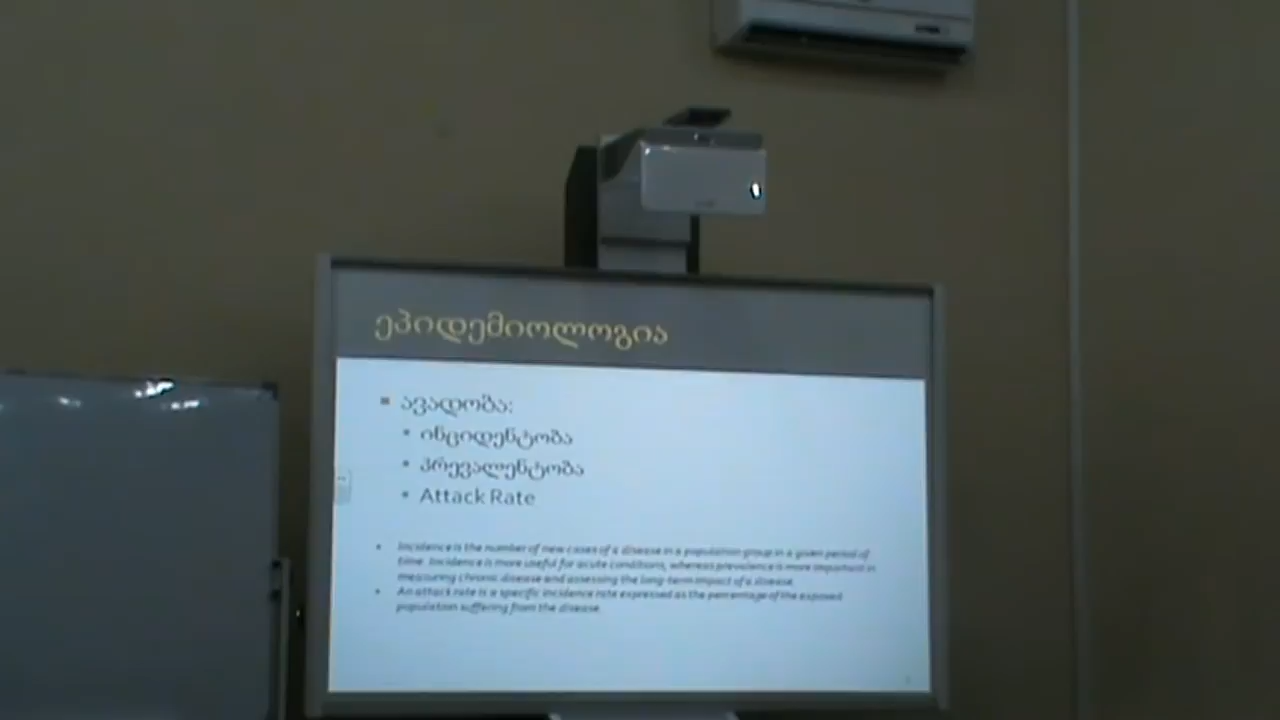 ეპიდემიოლოგია
ავადობა:
ინციდენტობა
პრევალენტობა
Attack Rate
Incidence is the number of new cases of a disease in a population group in a given period of
time. Incidence is more useful for acute conditions, whereas prevalence is more important in
measuring chronic disease and assessing the long-term impact of a disease.
An attack rate is a specific incidence rate expressed as the percentage of the exposed
population suffering from the disease.